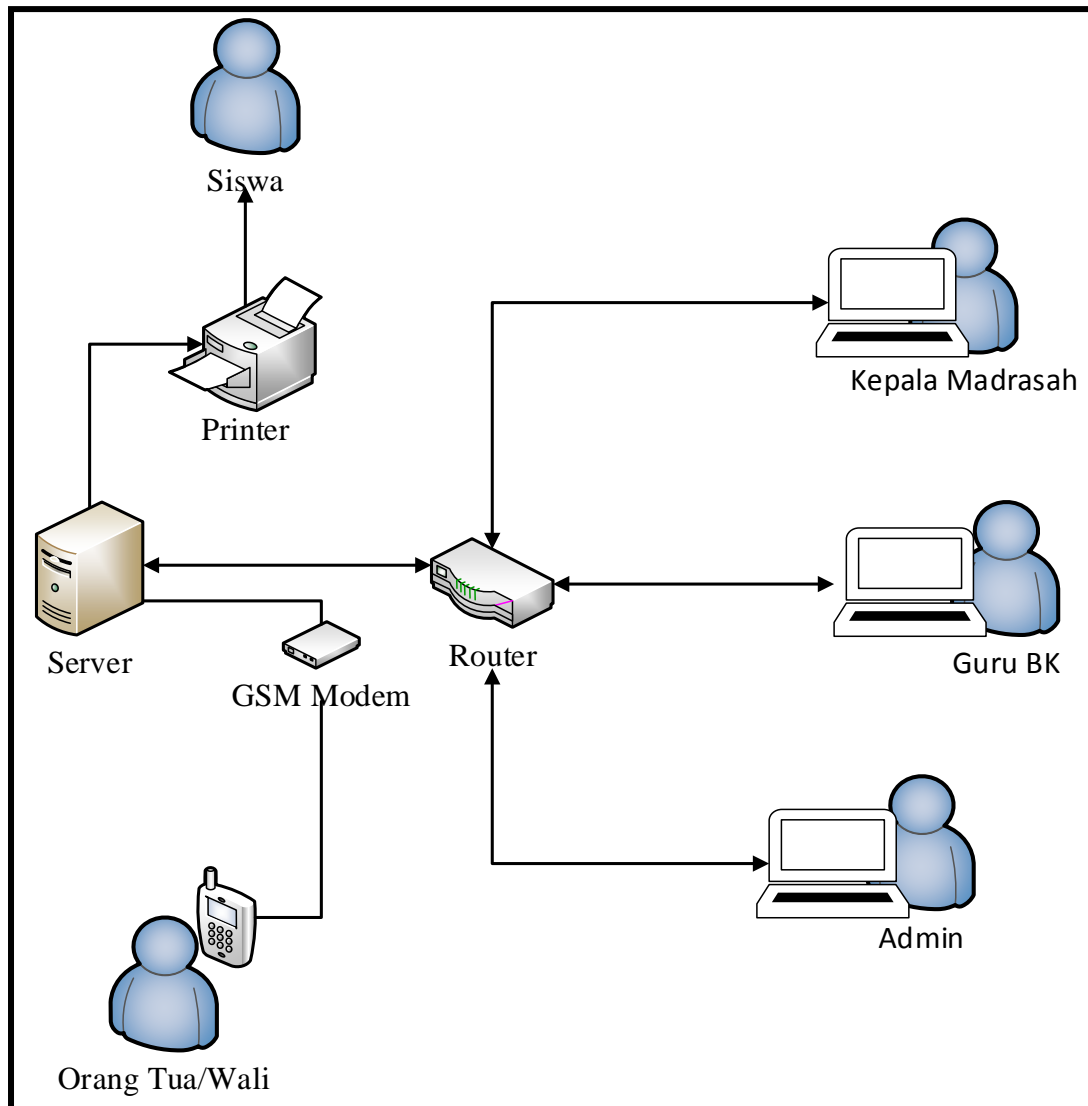 Siswa
Printer
Kepala Madrasah
Server
GSM Modem
Router
Guru BK
Admin
Orang Tua/Wali